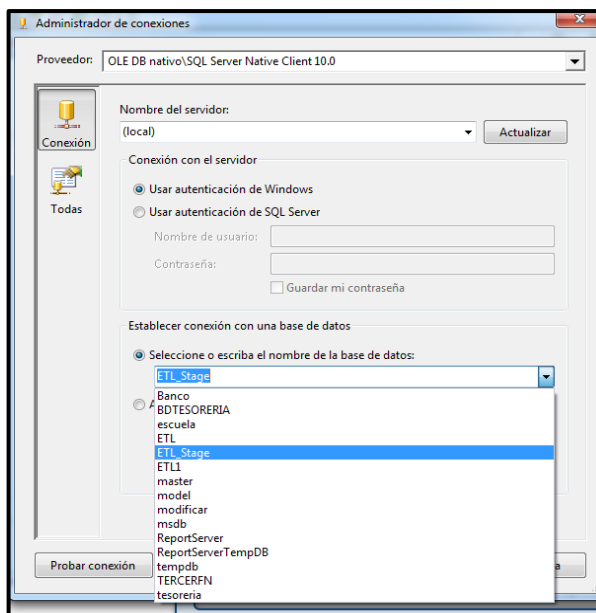 Administrador de conexiones
Proveedor: OLE DB nativo\SQL Server Native Client 10.0
Conexión
Todas
Nombre del servidor:
(local) Actualizar
Conexión con el servidor
Usar autenticación de Windows
Usar autenticación de SQL Server
Nombre de usuario:
Contraseña:
Guardar mi contraseña
Establecer conexión con una base de datos
Seleccione o escriba el nombre de la base de datos:
ETL_Stage
Banco
BDTESORERIA
escuela
ETL
ETL_Stage
ETL1
master
model
modificar
msdb
ReportServer
ReportServerTempDB
tempdb
TERCERFN
tesoreria
Probar conexión